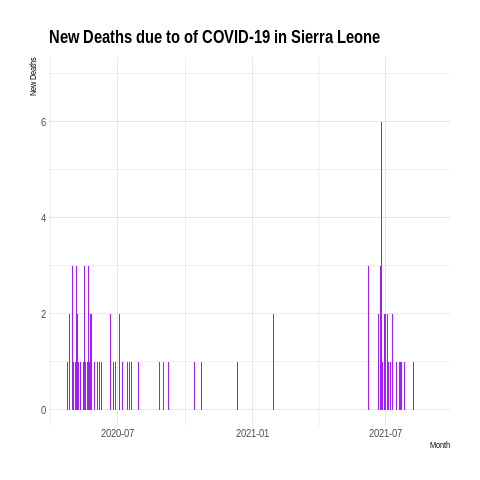 New Deaths due to of COVID-19 in Sierra Leone
New Deaths
6
4
2
0
2020-07
2021-01
2021-07
Month